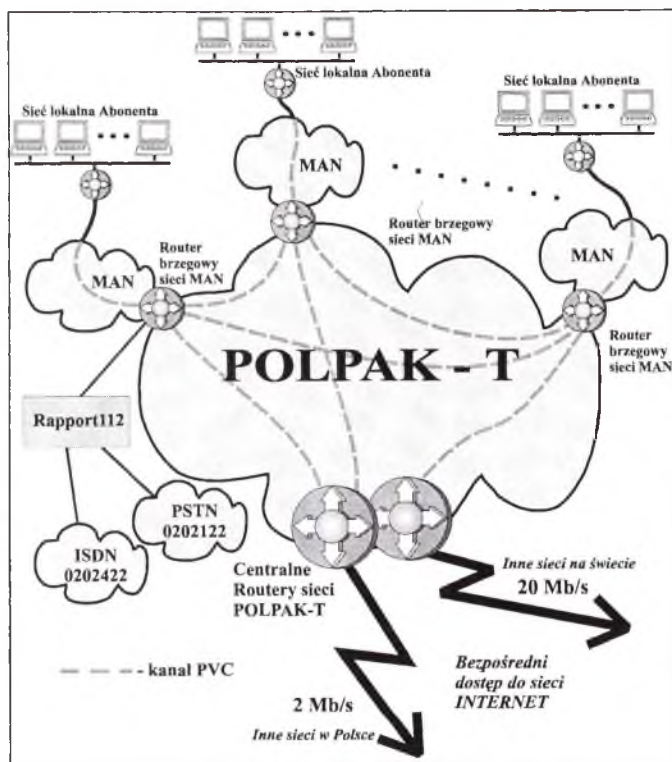 Sieć lokalna Abonenta
Sieć lokalna Abonenta
Sieć lokalna Abonenta
MAN
Router brzegowy
sieci MAN
MAN
Router
brzegowy
sieci MAN
MAN
Router
brzegowy
sieci MAN
POLPAK - T
Rapport112
PSTN
0202122
ISDN
0202422
Centralne
Routery sieci
POLPAK-T
Inne sieci na świecie
20 Mb/s
kanał PVC
Bezpośredni
dostęp do sieci
INTERNET
2 Mb/s
Inne sieci w Polsce